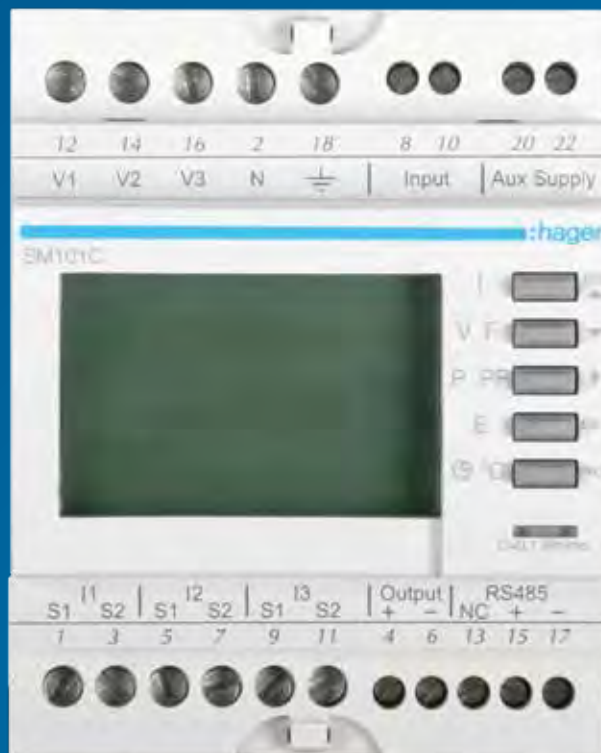 12 14 16 2 18 8 10 20 22
V1 V2 V3 N Input Aux Supply
:hager
SM101C
I
V F
P PF
E
I1 I2 I3 Output RS485
S1 S2 S1 S2 S1 S2 + − NC + −
1 3 5 7 9 11 4 6 13 15 17